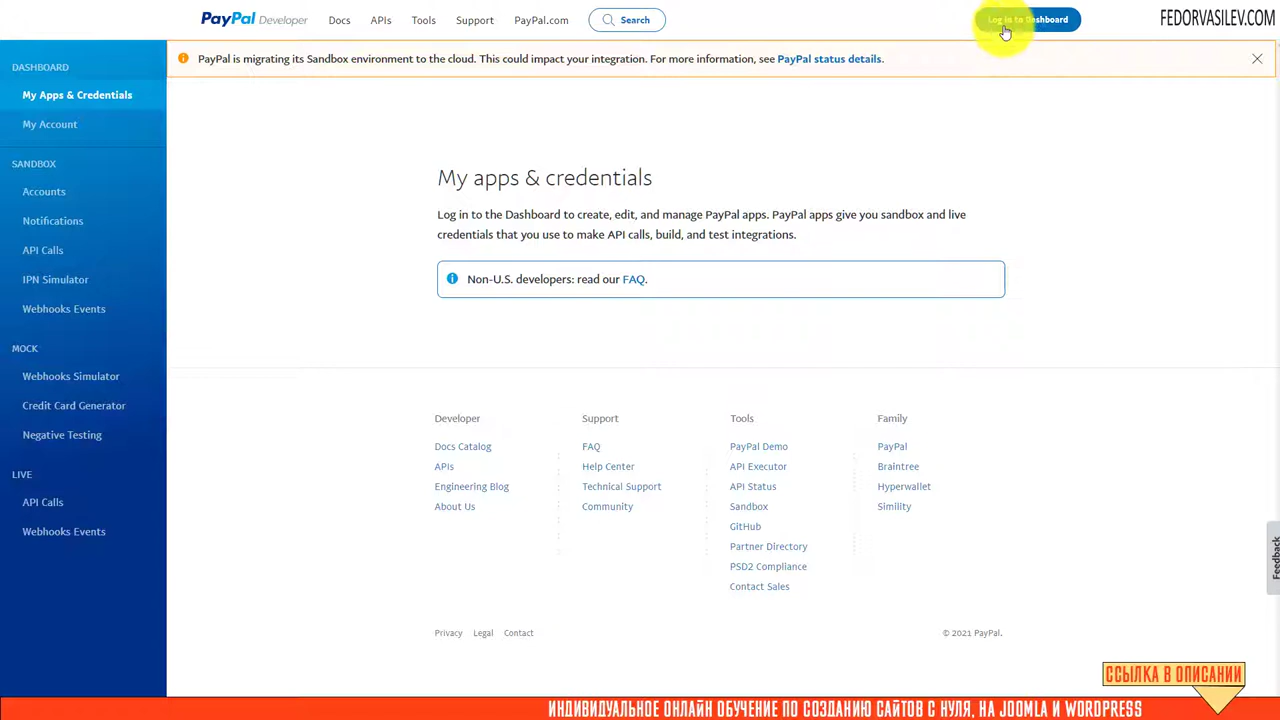 PayPal Developer
Docs
APIs
Tools
Support
PayPal.com
Search
Log in to Dashboard
FEDORVASILEV.COM
PayPal is migrating its Sandbox environment to the cloud. This could impact your integration. For more information, see PayPal status details.
DASHBOARD
My Apps & Credentials
My Account
SANDBOX
Accounts
Notifications
API Calls
IPN Simulator
Webhooks Events
MOCK
Webhooks Simulator
Credit Card Generator
Negative Testing
LIVE
API Calls
Webhooks Events
My apps & credentials
Log in to the Dashboard to create, edit, and manage PayPal apps. PayPal apps give you sandbox and live
credentials that you use to make API calls, build, and test integrations.
Non-U.S. developers: read our FAQ.
Developer
Docs Catalog
APIs
Engineering Blog
About Us
Support
FAQ
Help Center
Technical Support
Community
Tools
PayPal Demo
API Executor
API Status
Sandbox
GitHub
Partner Directory
PSD2 Compliance
Contact Sales
Family
PayPal
Braintree
Hyperwallet
Simility
Feedback
Privacy
Legal
Contact
© 2021 PayPal.
ССЫЛКА В ОПИСАНИИ
ИНДИВИДУАЛЬНОЕ ОНЛАЙН ОБУЧЕНИЕ ПО СОЗДАНИЮ САЙТОВ С НУЛЯ, НА JOOMLA И WORDPRESS